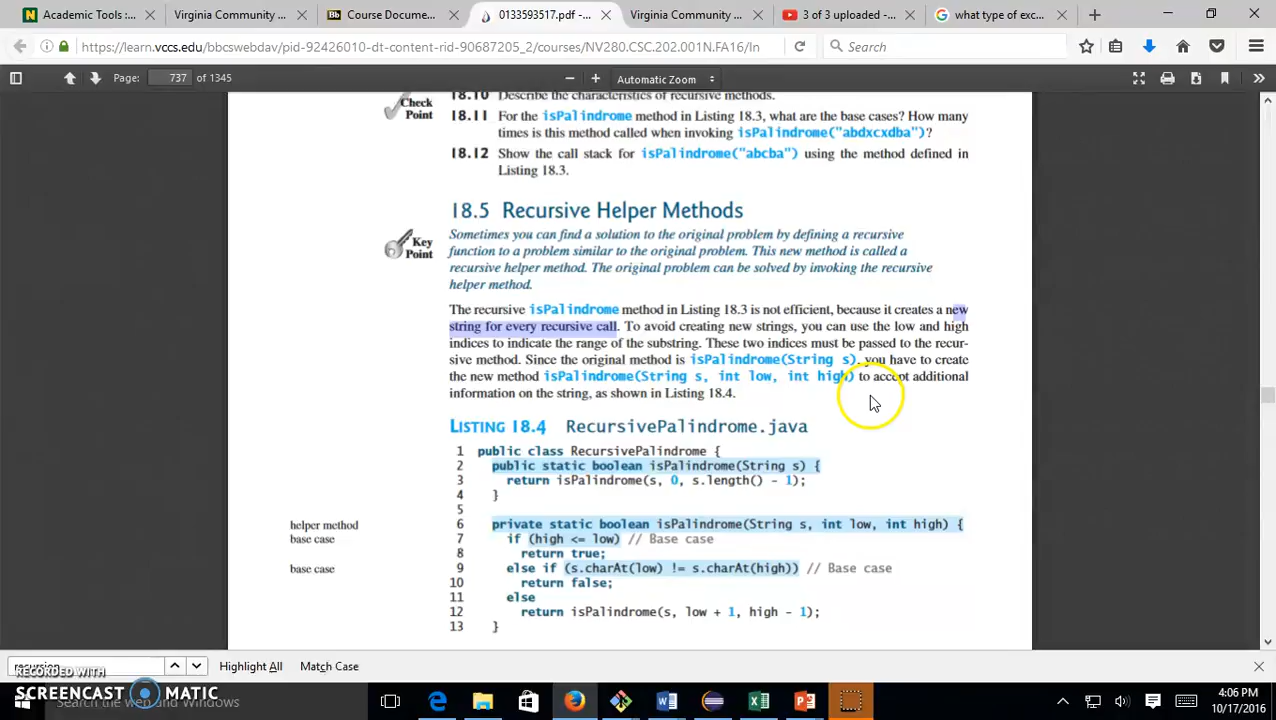 Academic Tools :...
Virginia Community ...
Bb Course Documen...
0133593517.pdf -...
Virginia Community ...
3 of 3 uploaded -...
what type of exc...
https://learn.vccs.edu/bbcswebdav/pid-92426010-dt-content-rid-90687205_2/courses/NV280.CSC.202.001N.FA16/In
Search
Page: 737 of 1345
Automatic Zoom
18.10 Describe the characteristics of recursive methods.
Check
Point
18.11 For the isPalindrome method in Listing 18.3, what are the base cases? How many
times is this method called when invoking isPalindrome("abdxcxdba")?
18.12 Show the call stack for isPalindrome("abcba") using the method defined in
Listing 18.3.
18.5 Recursive Helper Methods
Key
Point
Sometimes you can find a solution to the original problem by defining a recursive
function to a problem similar to the original problem. This new method is called a
recursive helper method. The original problem can be solved by invoking the recursive
helper method.
The recursive isPalindrome method in Listing 18.3 is not efficient, because it creates a new
string for every recursive call. To avoid creating new strings, you can use the low and high
indices to indicate the range of the substring. These two indices must be passed to the recur-
sive method. Since the original method is isPalindrome(String s), you have to create
the new method isPalindrome(String s, int low, int high) to accept additional
information on the string, as shown in Listing 18.4.
LISTING 18.4 RecursivePalindrome.java
1 public class RecursivePalindrome {
2 public static boolean isPalindrome(String s) {
3 return isPalindrome(s, 0, s.length() - 1);
4 }
5
helper method
6 private static boolean isPalindrome(String s, int low, int high) {
base case
7 if (high <= low) // Base case
8 return true;
base case
9 else if (s.charAt(low) != s.charAt(high)) // Base case
10 return false;
11 else
12 return isPalindrome(s, low + 1, high - 1);
13 }
recursion
Highlight All
Match Case
RECORDED WITH
SCREENCAST MATIC
Search the web and Windows
4:06 PM
10/17/2016